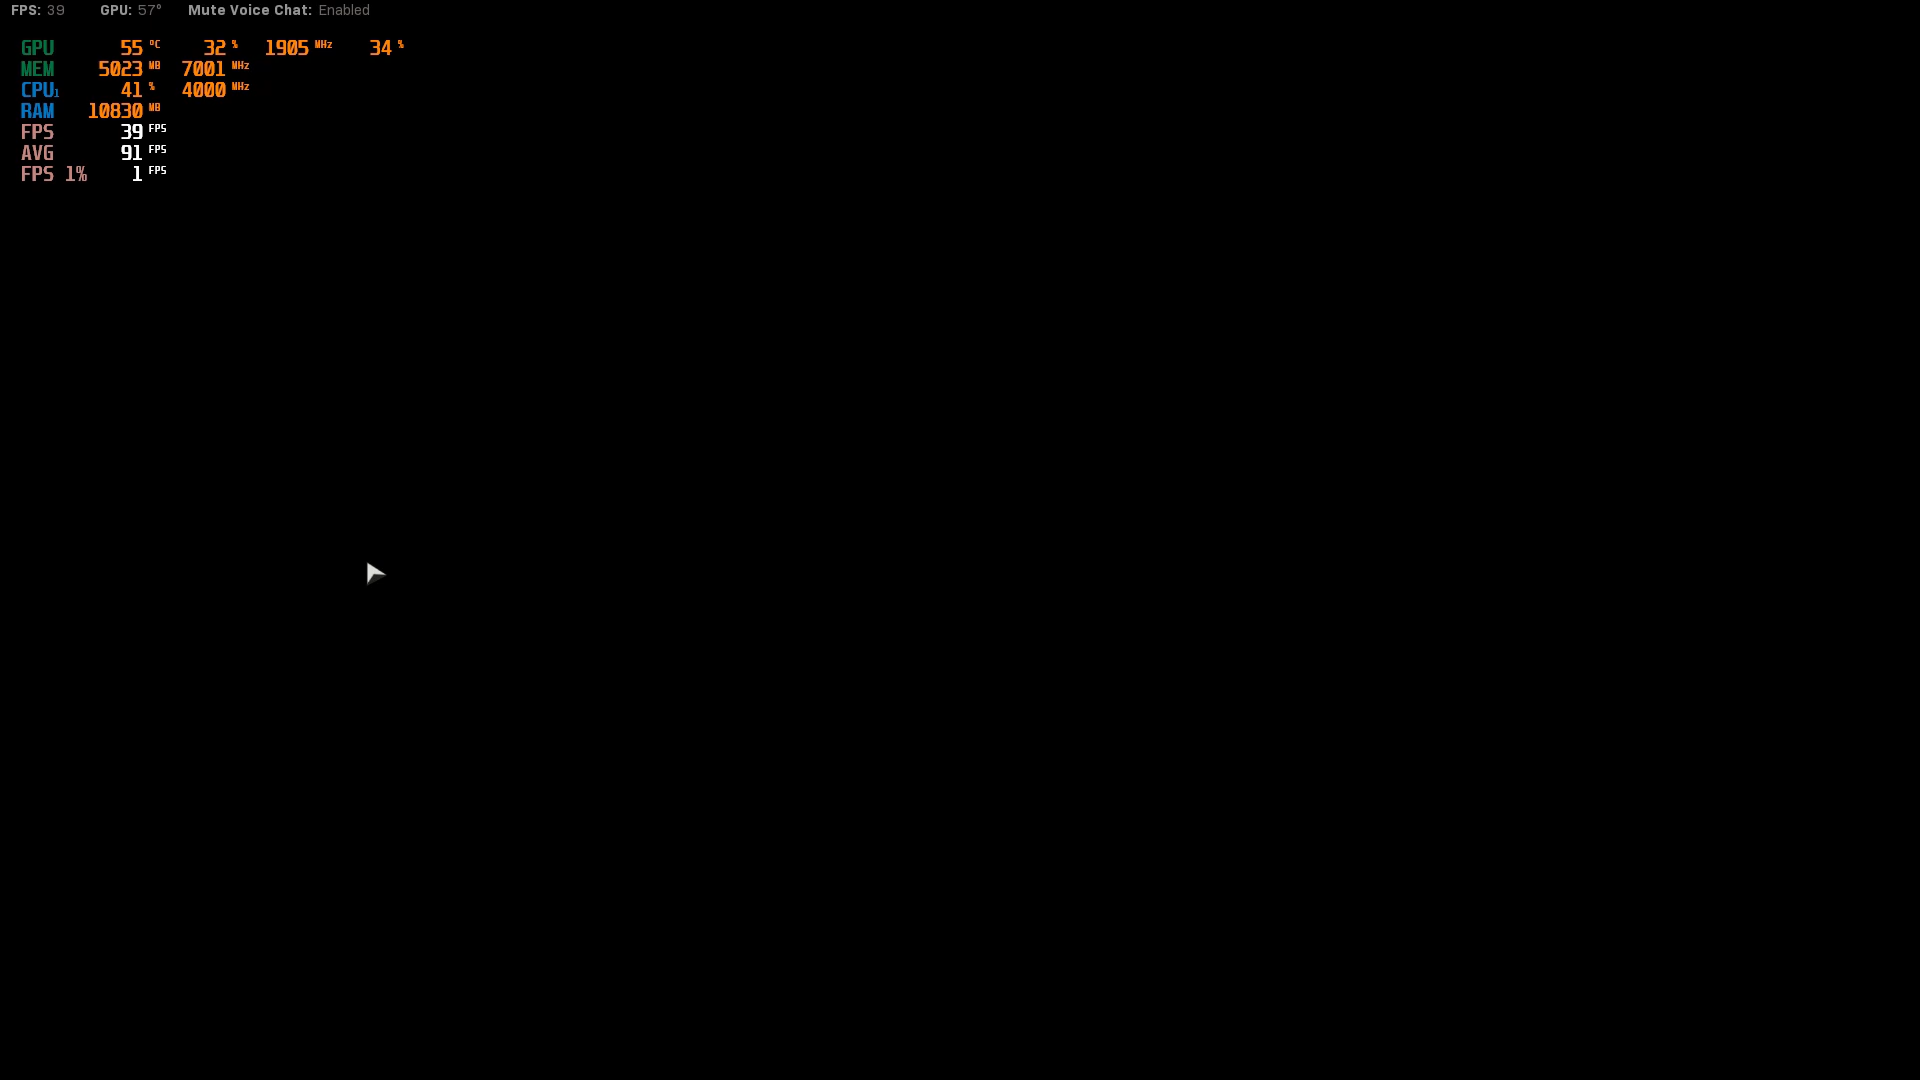 FPS: 39 GPU: 57° Mute Voice Chat: Enabled
GPU 55 °C 32 % 1905 MHz 34 %
MEM 5023 MB 7001 MHz
CPU1 41 % 4000 MHz
RAM 10830 MB
FPS 39 FPS
AVG 91 FPS
FPS 1% 1 FPS